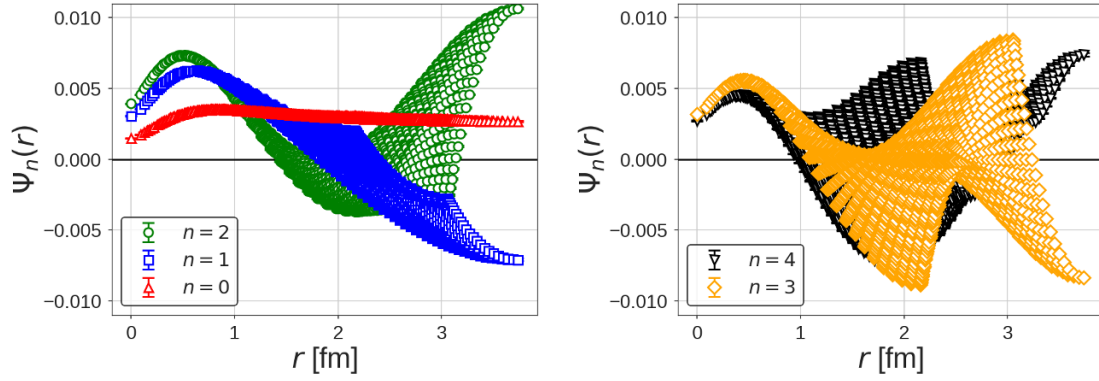 0.010
0.005
0.000
−0.005
−0.010
Ψn(r)
n = 2
n = 1
n = 0
0
1
2
3
r [fm]
0.010
0.005
0.000
−0.005
−0.010
Ψn(r)
n = 4
n = 3
0
1
2
3
r [fm]